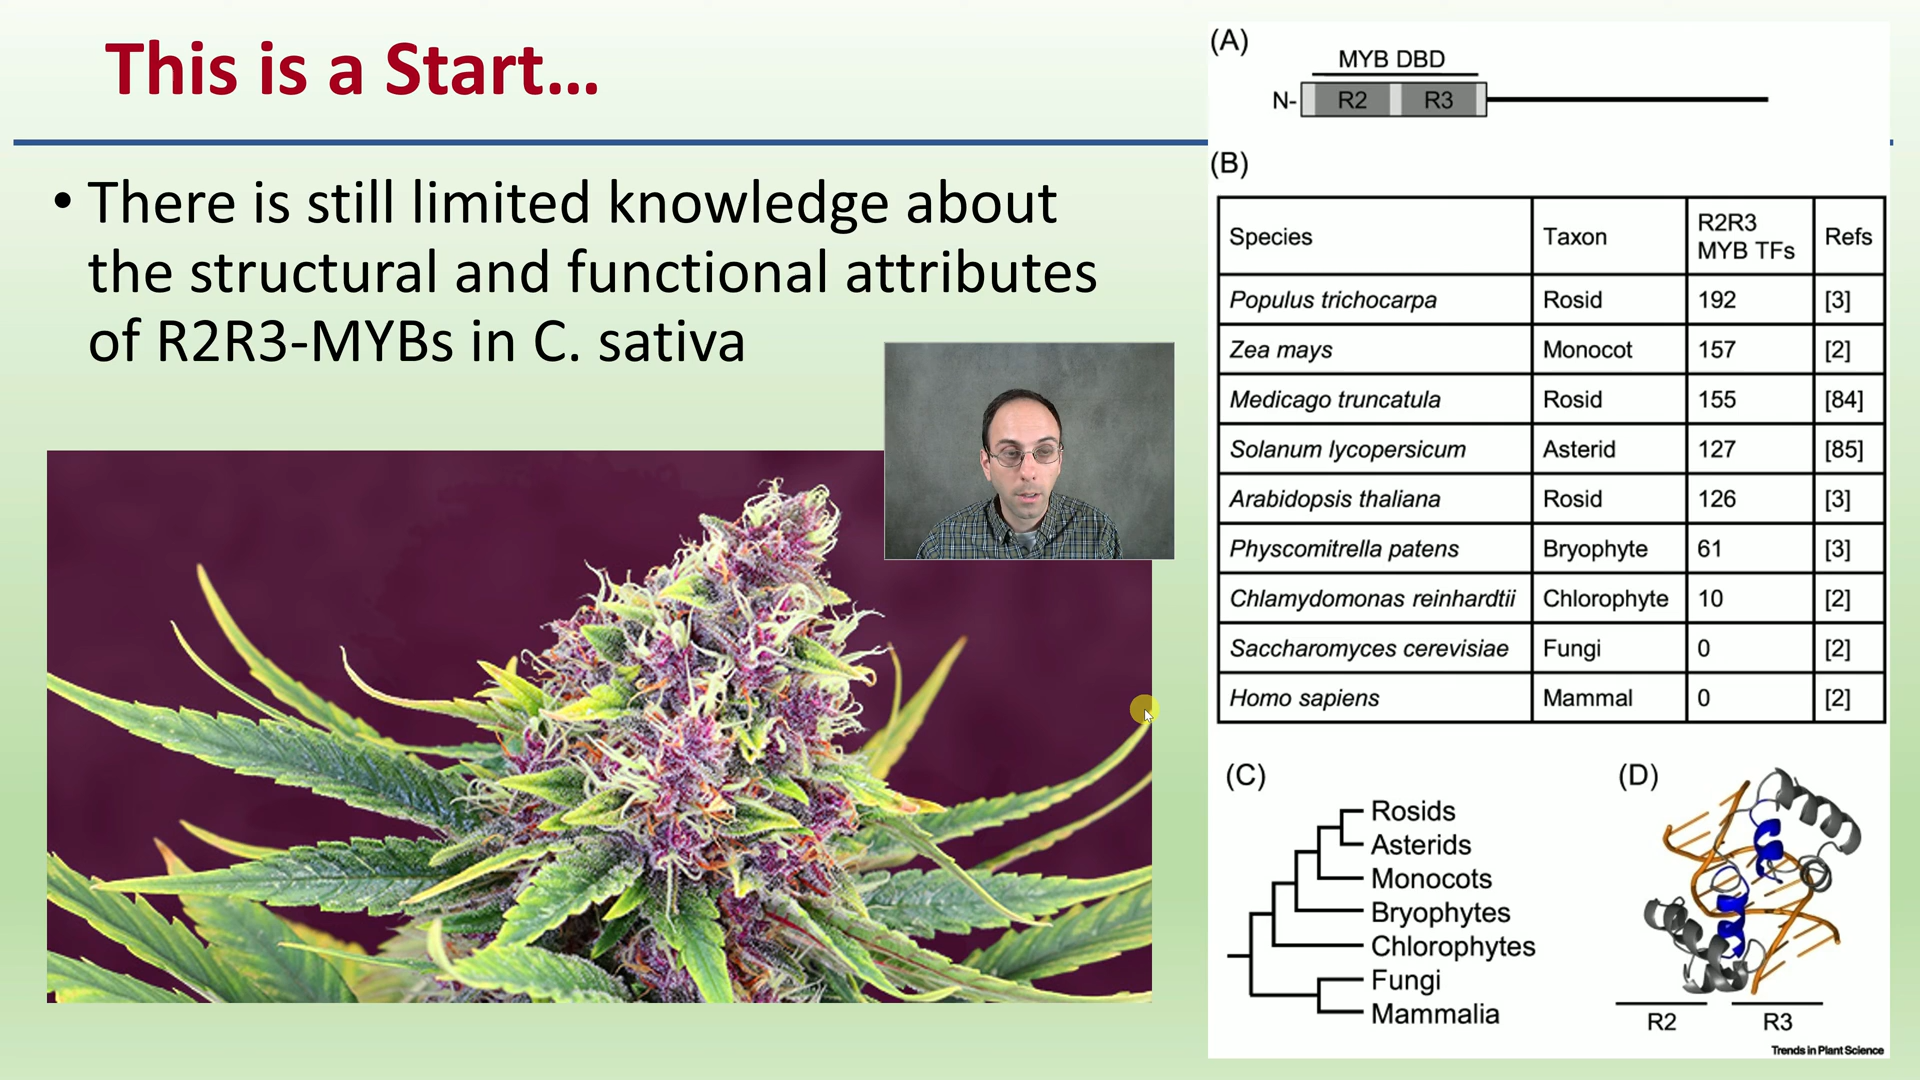 This is a Start...
• There is still limited knowledge about
the structural and functional attributes
of R2R3-MYBs in C. sativa
(A)
MYB DBD
N- R2 R3
(B)
Species Taxon R2R3 MYB TFs Refs
Populus trichocarpa Rosid 192 [3]
Zea mays Monocot 157 [2]
Medicago truncatula Rosid 155 [84]
Solanum lycopersicum Asterid 127 [85]
Arabidopsis thaliana Rosid 126 [3]
Physcomitrella patens Bryophyte 61 [3]
Chlamydomonas reinhardtii Chlorophyte 10 [2]
Saccharomyces cerevisiae Fungi 0 [2]
Homo sapiens Mammal 0 [2]
(C)
Rosids
Asterids
Monocots
Bryophytes
Chlorophytes
Fungi
Mammalia
(D)
R2 R3
Trends in Plant Science